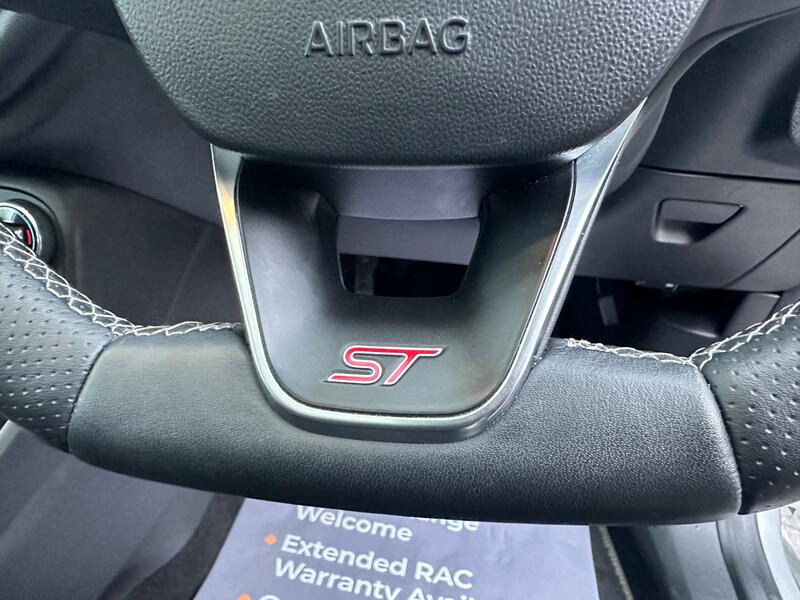 AIRBAG
ST
Welcome
Extended RAC
Warranty